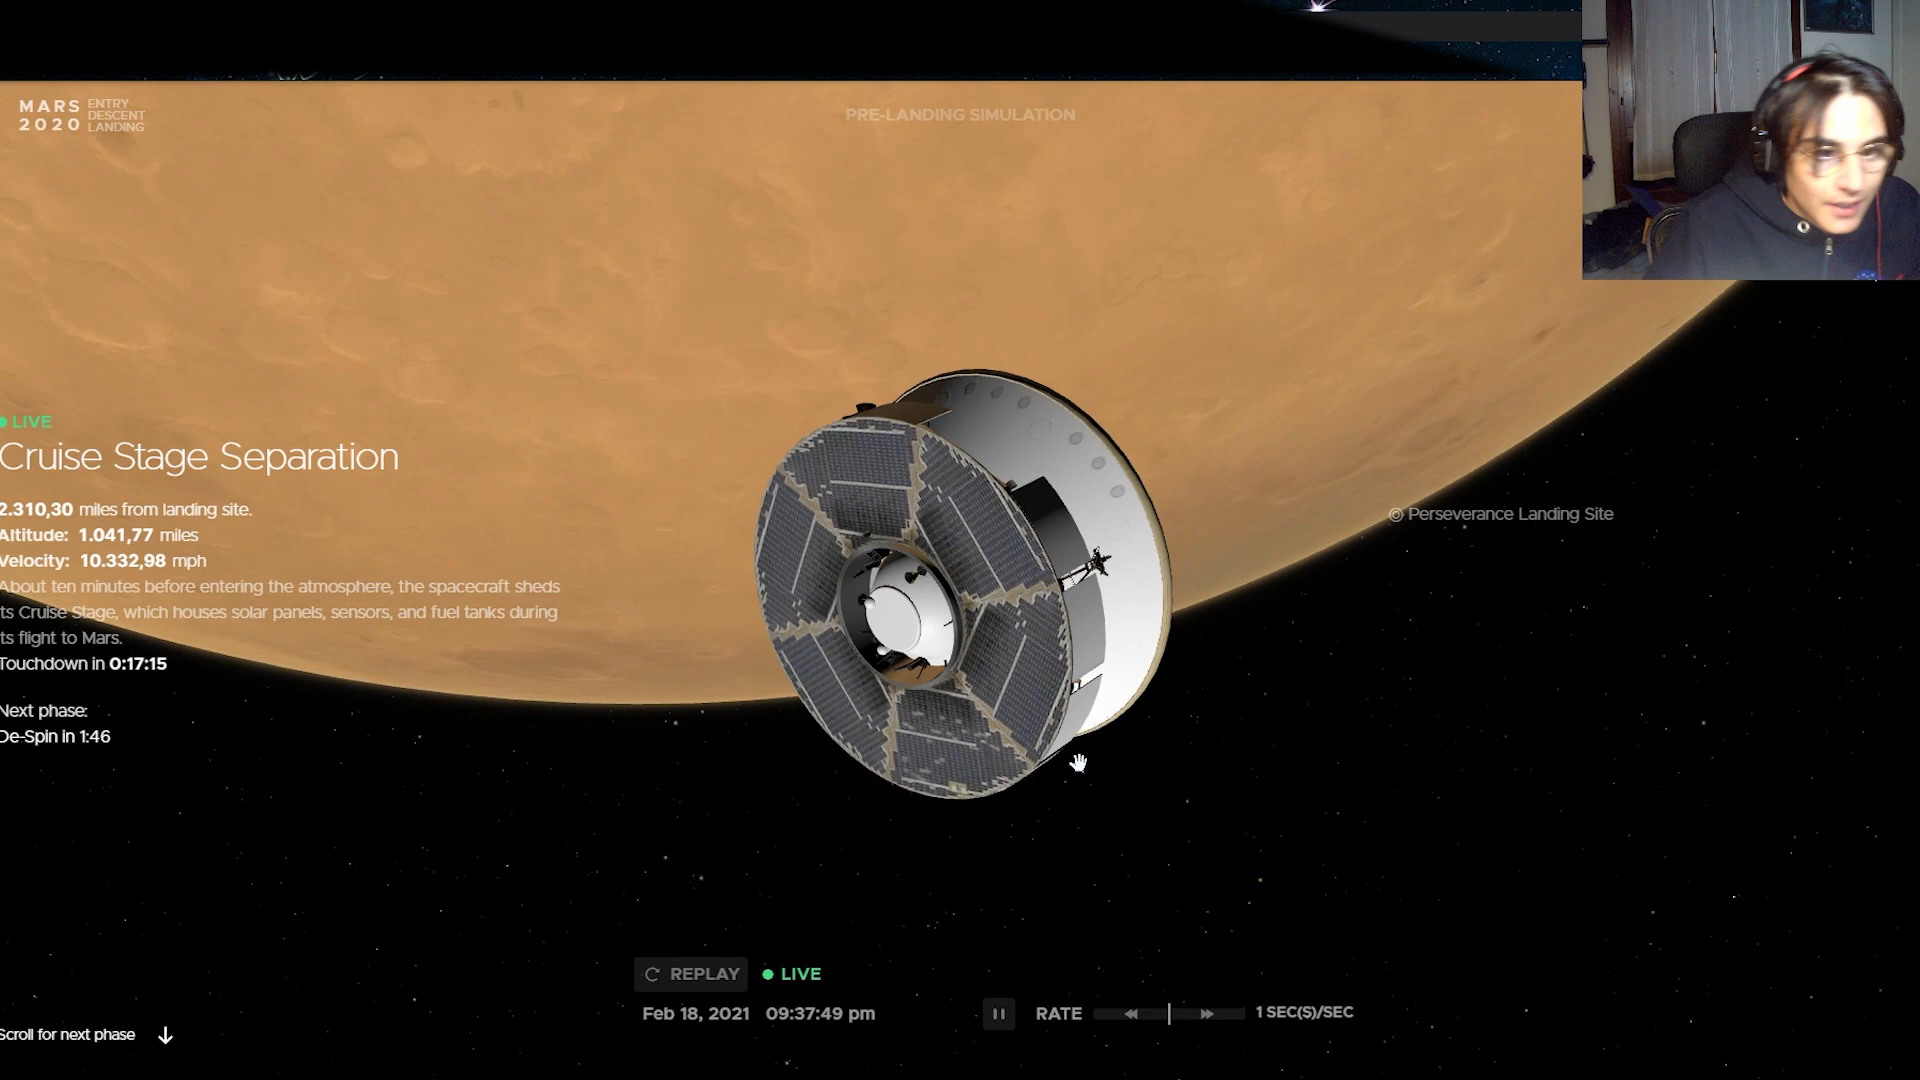 MARS ENTRY
2020 DESCENT
LANDING
PRE-LANDING SIMULATION
LIVE
Cruise Stage Separation
2.310,30 miles from landing site.
Altitude: 1.041,77 miles
Velocity: 10.332,98 mph
About ten minutes before entering the atmosphere, the spacecraft sheds
ts Cruise Stage, which houses solar panels, sensors, and fuel tanks during
ts flight to Mars.
Touchdown in 0:17:15
Next phase:
De-Spin in 1:46
Perseverance Landing Site
REPLAY LIVE
Feb 18, 2021 09:37:49 pm
RATE 1 SEC(S)/SEC
Scroll for next phase